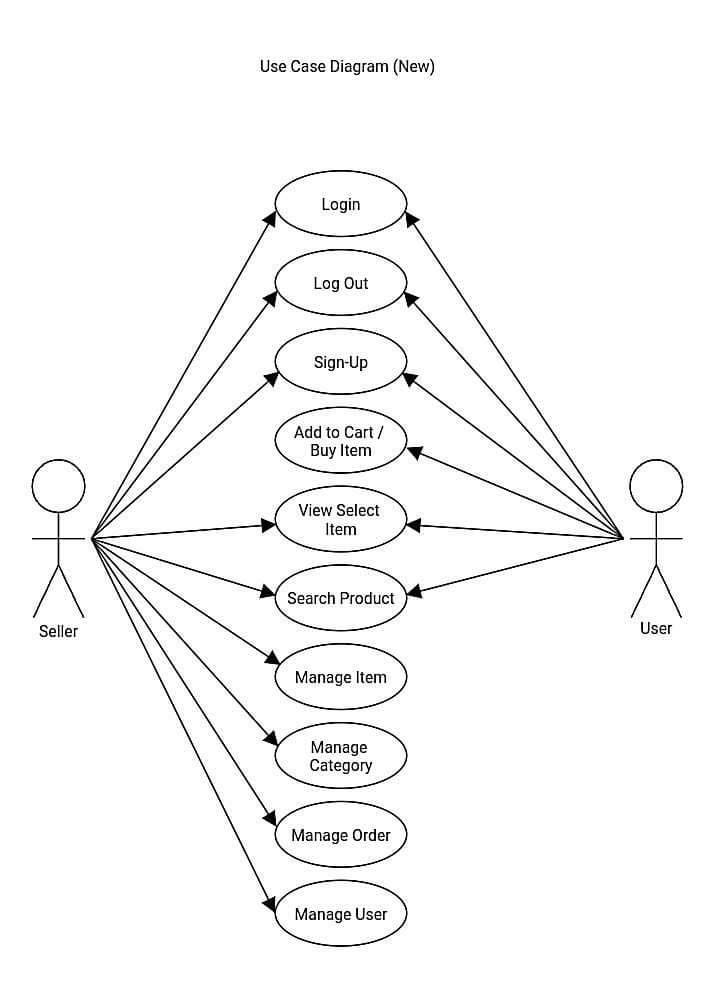 Use Case Diagram (New)
Login
Log Out
Sign-Up
Add to Cart /
Buy Item
View Select
Item
Search Product
Seller
User
Manage Item
Manage
Category
Manage Order
Manage User